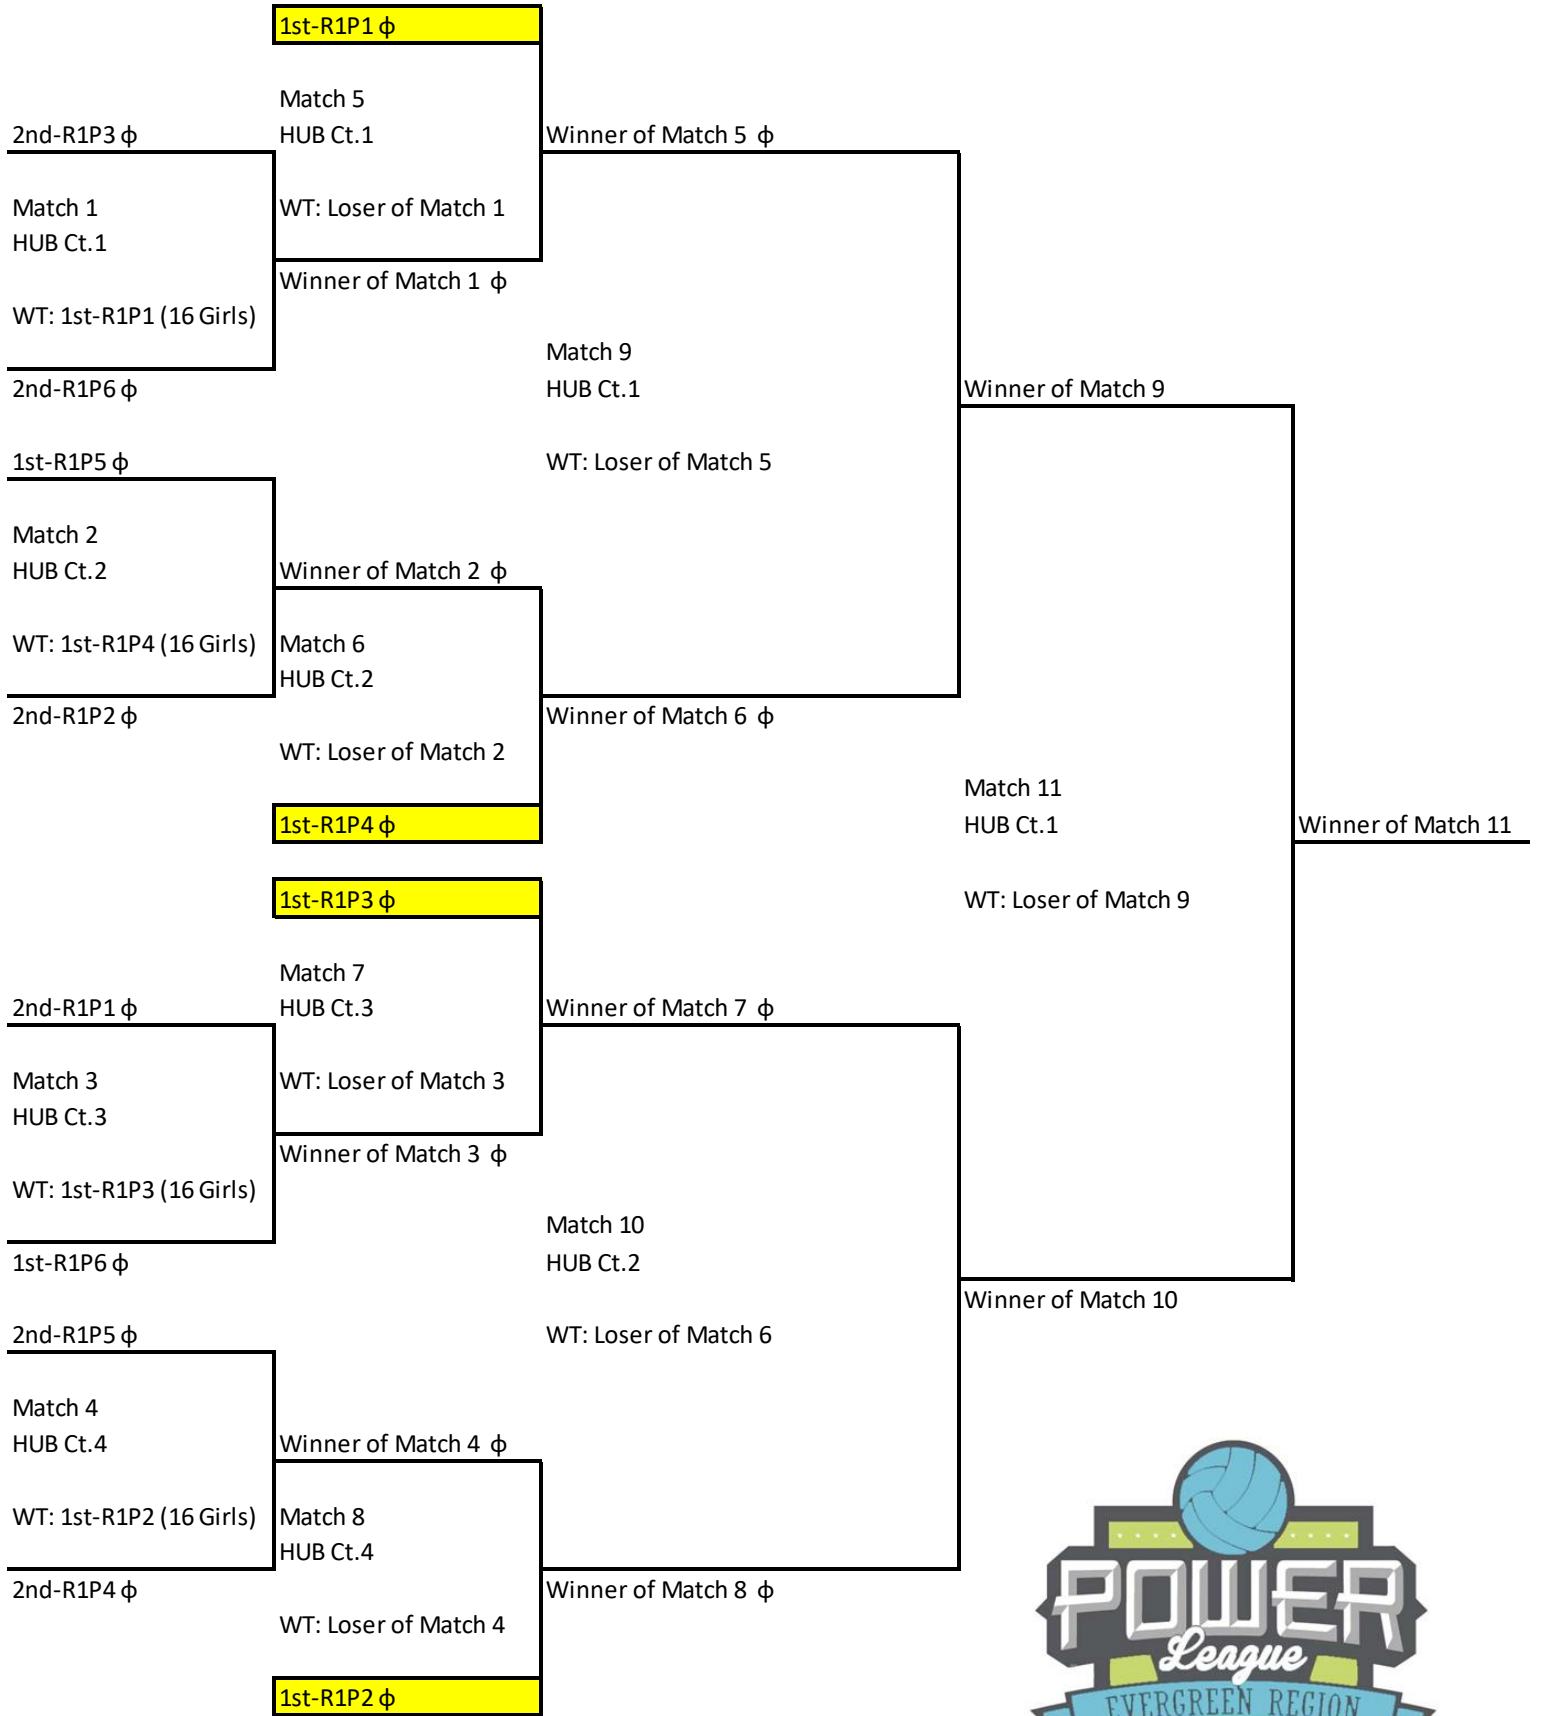 1st-R1P1 ϕ
Match 5
2nd-R1P3 ϕ
HUB Ct.1
Winner of Match 5 ϕ
Match 1
WT: Loser of Match 1
HUB Ct.1
Winner of Match 1 ϕ
WT: 1st-R1P1 (16 Girls)
Match 9
2nd-R1P6 ϕ
HUB Ct.1
Winner of Match 9
1st-R1P5 ϕ
WT: Loser of Match 5
Match 2
HUB Ct.2
Winner of Match 2 ϕ
WT: 1st-R1P4 (16 Girls)
Match 6
HUB Ct.2
2nd-R1P2 ϕ
Winner of Match 6 ϕ
WT: Loser of Match 2
Match 11
1st-R1P4 ϕ
HUB Ct.1
Winner of Match 11
1st-R1P3 ϕ
WT: Loser of Match 9
Match 7
2nd-R1P1 ϕ
HUB Ct.3
Winner of Match 7 ϕ
Match 3
WT: Loser of Match 3
HUB Ct.3
Winner of Match 3 ϕ
WT: 1st-R1P3 (16 Girls)
Match 10
1st-R1P6 ϕ
HUB Ct.2
Winner of Match 10
2nd-R1P5 ϕ
WT: Loser of Match 6
Match 4
HUB Ct.4
Winner of Match 4 ϕ
WT: 1st-R1P2 (16 Girls)
Match 8
HUB Ct.4
2nd-R1P4 ϕ
Winner of Match 8 ϕ
WT: Loser of Match 4
1st-R1P2 ϕ
POWER
League
EVERGREEN REGION